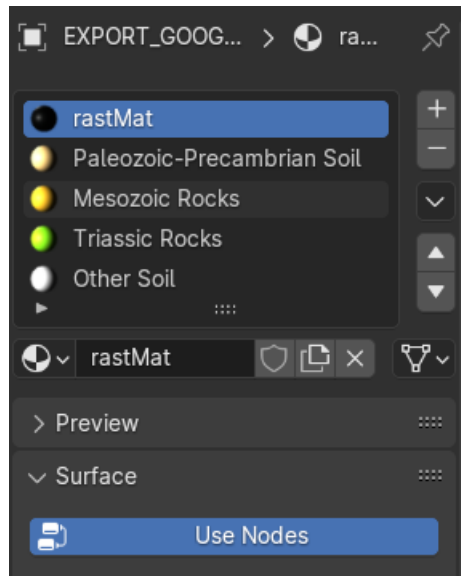 EXPORT_GOOG... > ra...
rastMat
Paleozoic-Precambrian Soil
Mesozoic Rocks
Triassic Rocks
Other Soil
rastMat
Preview
Surface
Use Nodes